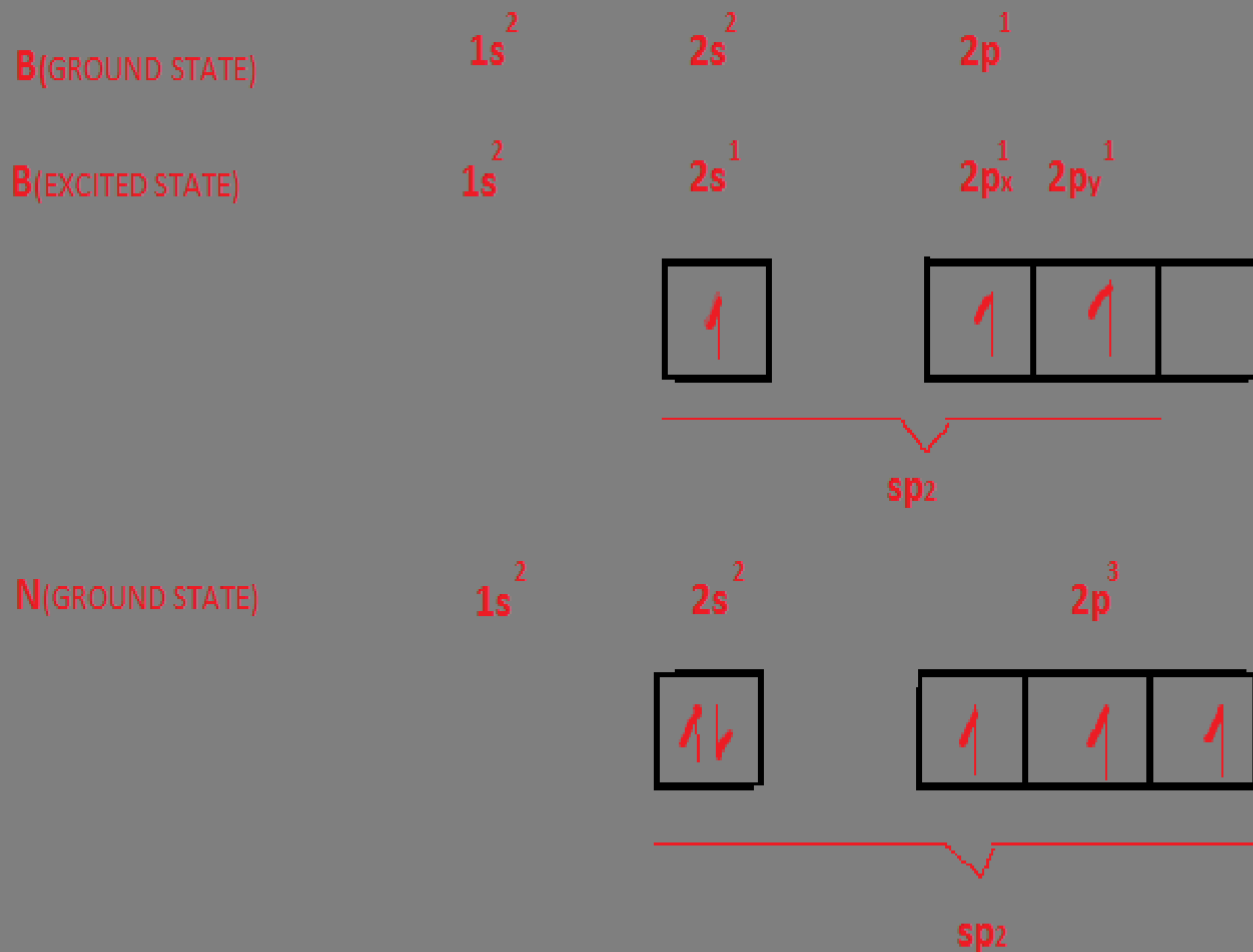 B(GROUND STATE) 1s2 2s2 2p1
B(EXCITED STATE) 1s2 2s1 2px1 2py1
sp2
N(GROUND STATE) 1s2 2s2 2p3
sp2